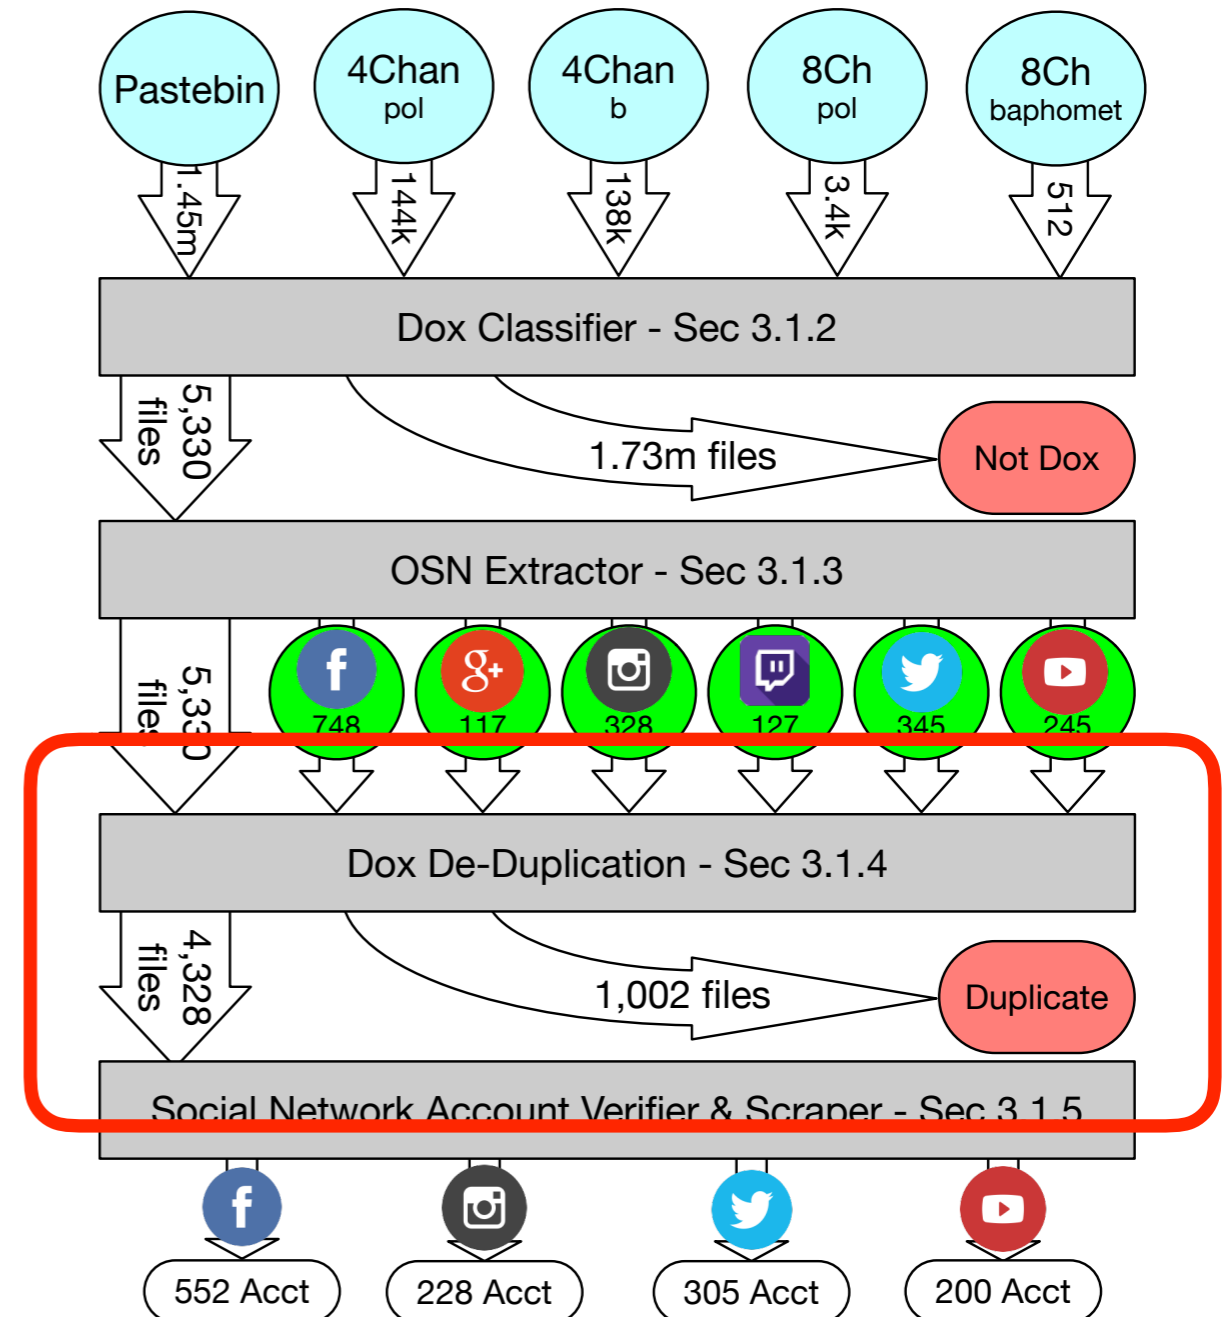 Pastebin
4Chan
pol
4Chan
b
8Ch
pol
8Ch
baphomet
1.45m
144k
138k
3.4k
512
Dox Classifier - Sec 3.1.2
5,330
files
1.73m files
Not Dox
OSN Extractor - Sec 3.1.3
5,330
files
f
748
g+
117
328
127
345
245
Dox De-Duplication - Sec 3.1.4
4,328
files
1,002 files
Duplicate
Social Network Account Verifier & Scraper - Sec 3.1.5
f
552 Acct
228 Acct
305 Acct
200 Acct